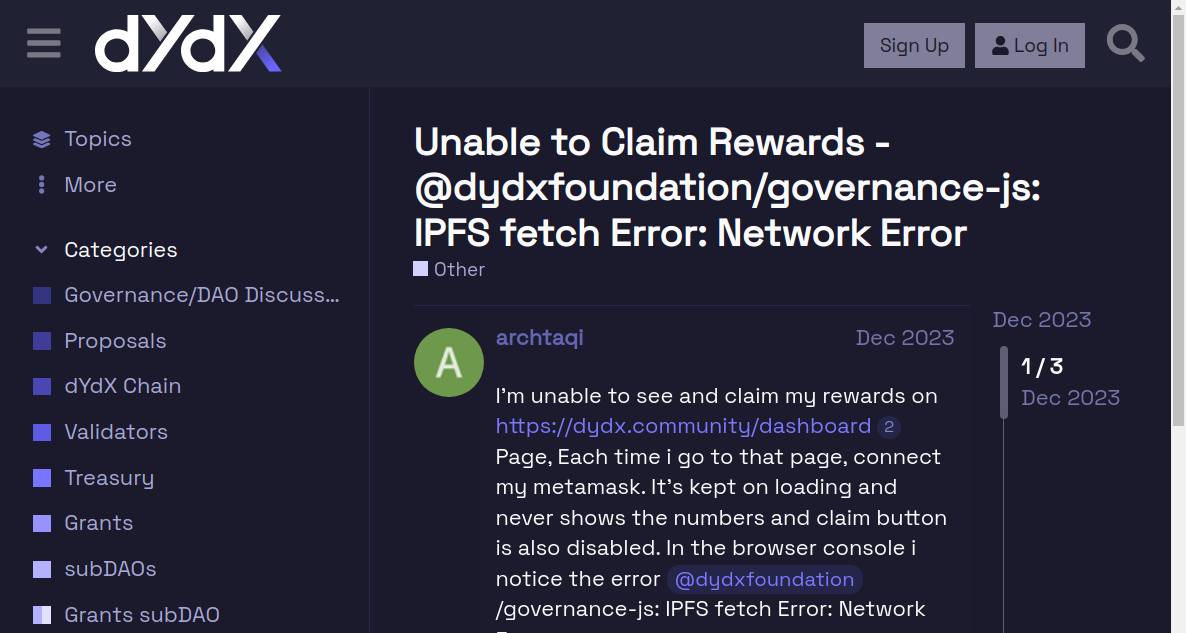 dYdX
Sign Up
Log In
Topics
More
Categories
Governance/DAO Discuss...
Proposals
dYdX Chain
Validators
Treasury
Grants
subDAOs
Grants subDAO
Unable to Claim Rewards -
@dydxfoundation/governance-js:
IPFS fetch Error: Network Error
Other
A
archtaqi
Dec 2023
I'm unable to see and claim my rewards on
https://dydx.community/dashboard 2
Page, Each time i go to that page, connect
my metamask. It's kept on loading and
never shows the numbers and claim button
is also disabled. In the browser console i
notice the error @dydxfoundation
/governance-js: IPFS fetch Error: Network
Dec 2023
1 / 3
Dec 2023